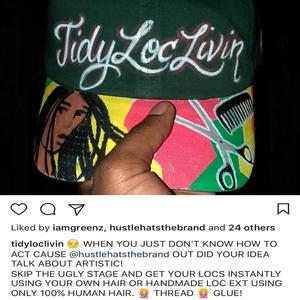 TidyLocLivin
Liked by iamgreenz, hustlehatsthebrand and 24 others
tidyloclivin 😏 WHEN YOU JUST DON'T KNOW HOW TO
ACT CAUSE @hustlehatsthebrand OUT DID YOUR IDEA
TALK ABOUT ARTISTIC!
SKIP THE UGLY STAGE AND GET YOUR LOCS INSTANTLY
USING YOUR OWN HAIR OR HANDMADE LOC EXT USING
ONLY 100% HUMAN HAIR. 🙅 THREAD 🙅 GLUE!